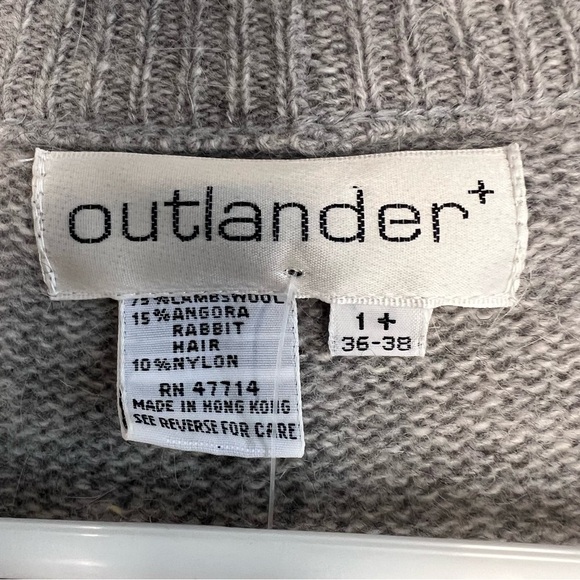 outlander+
75%LAMBSWOOL
15%ANGORA
RABBIT
HAIR
10%NYLON
RN 47714
MADE IN HONG KONG
SEE REVERSE FOR CARE
1+
36-38